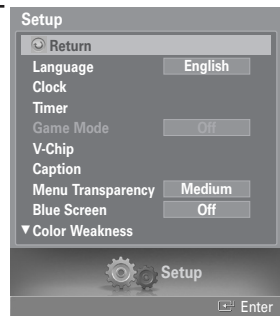 Setup
Return
Language English
Clock
Timer
Game Mode Off
V-Chip
Caption
Menu Transparency Medium
Blue Screen Off
▼ Color Weakness
Setup
Enter